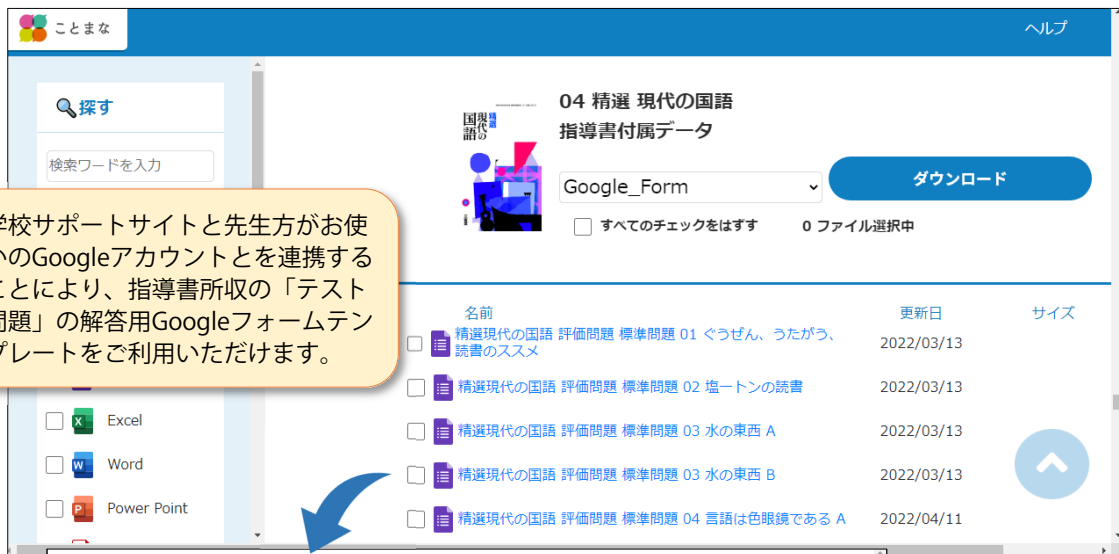 ことまな
ヘルプ
探す
検索ワードを入力
精選
現代の
国語
04 精選 現代の国語
指導書付属データ
Google_Form
ダウンロード
すべてのチェックをはずす
0 ファイル選択中
学校サポートサイトと先生方がお使
いのGoogleアカウントとを連携する
ことにより、指導書所収の「テスト
問題」の解答用Googleフォームテン
プレートをご利用いただけます。
名前
更新日
サイズ
精選現代の国語 評価問題 標準問題 01 ぐうぜん、うたがう、
読書のススメ
2022/03/13
精選現代の国語 評価問題 標準問題 02 塩一トンの読書
2022/03/13
Excel
精選現代の国語 評価問題 標準問題 03 水の東西 A
2022/03/13
Word
精選現代の国語 評価問題 標準問題 03 水の東西 B
2022/03/13
Power Point
精選現代の国語 評価問題 標準問題 04 言語は色眼鏡である A
2022/04/11